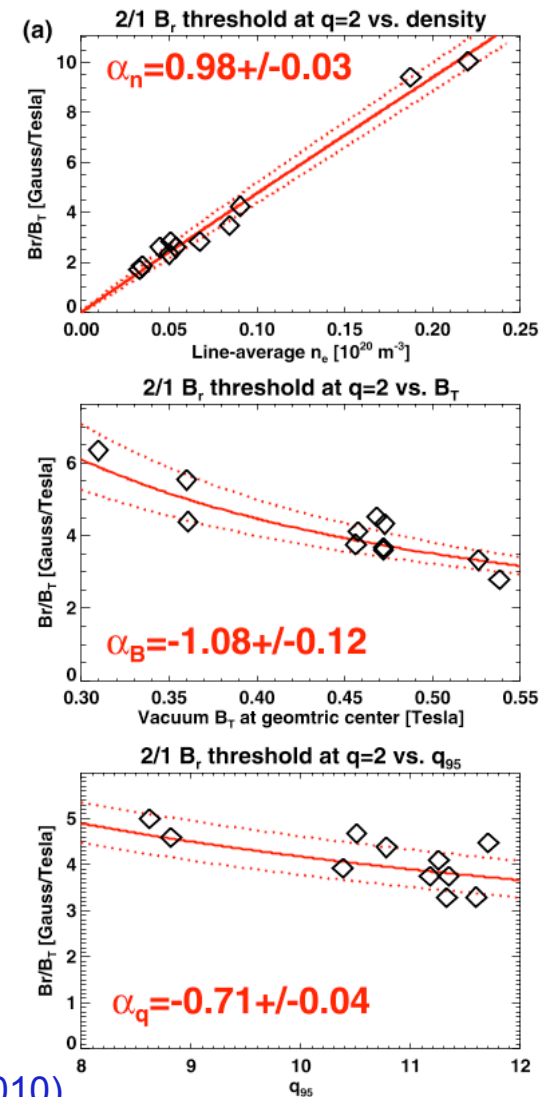 (a)
2/1 Br threshold at q=2 vs. density
αn=0.98+/-0.03
Br/BT [Gauss/Tesla]
10
8
6
4
2
0
0.00 0.05 0.10 0.15 0.20 0.25
Line-average ne [10^20 m^-3]
2/1 Br threshold at q=2 vs. BT
Br/BT [Gauss/Tesla]
6
4
2
0
αB=-1.08+/-0.12
0.30 0.35 0.40 0.45 0.50 0.55
Vacuum BT at geomtric center [Tesla]
2/1 Br threshold at q=2 vs. q95
Br/BT [Gauss/Tesla]
5
4
3
2
1
0
αq=-0.71+/-0.04
8 9 10 11 12
q95
010)